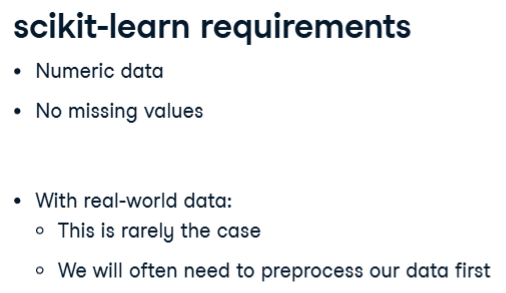 scikit-learn requirements
• Numeric data
• No missing values
• With real-world data:
◦ This is rarely the case
◦ We will often need to preprocess our data first